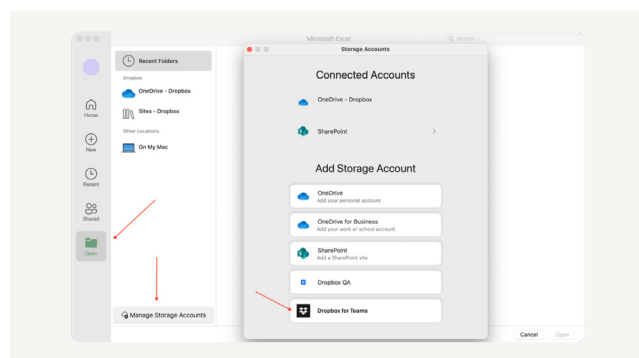 Microsoft Excel
Search
Home
New
Recent
Shared
Open
Recent Folders
Dropbox
OneDrive - Dropbox
Sites - Dropbox
Other Locations
On My Mac
Manage Storage Accounts
Storage Accounts
Connected Accounts
OneDrive - Dropbox
SharePoint
Add Storage Account
OneDrive
Add your personal account
OneDrive for Business
Add your work or school account
SharePoint
Add a SharePoint site
Dropbox QA
Dropbox for Teams
Cancel
Open